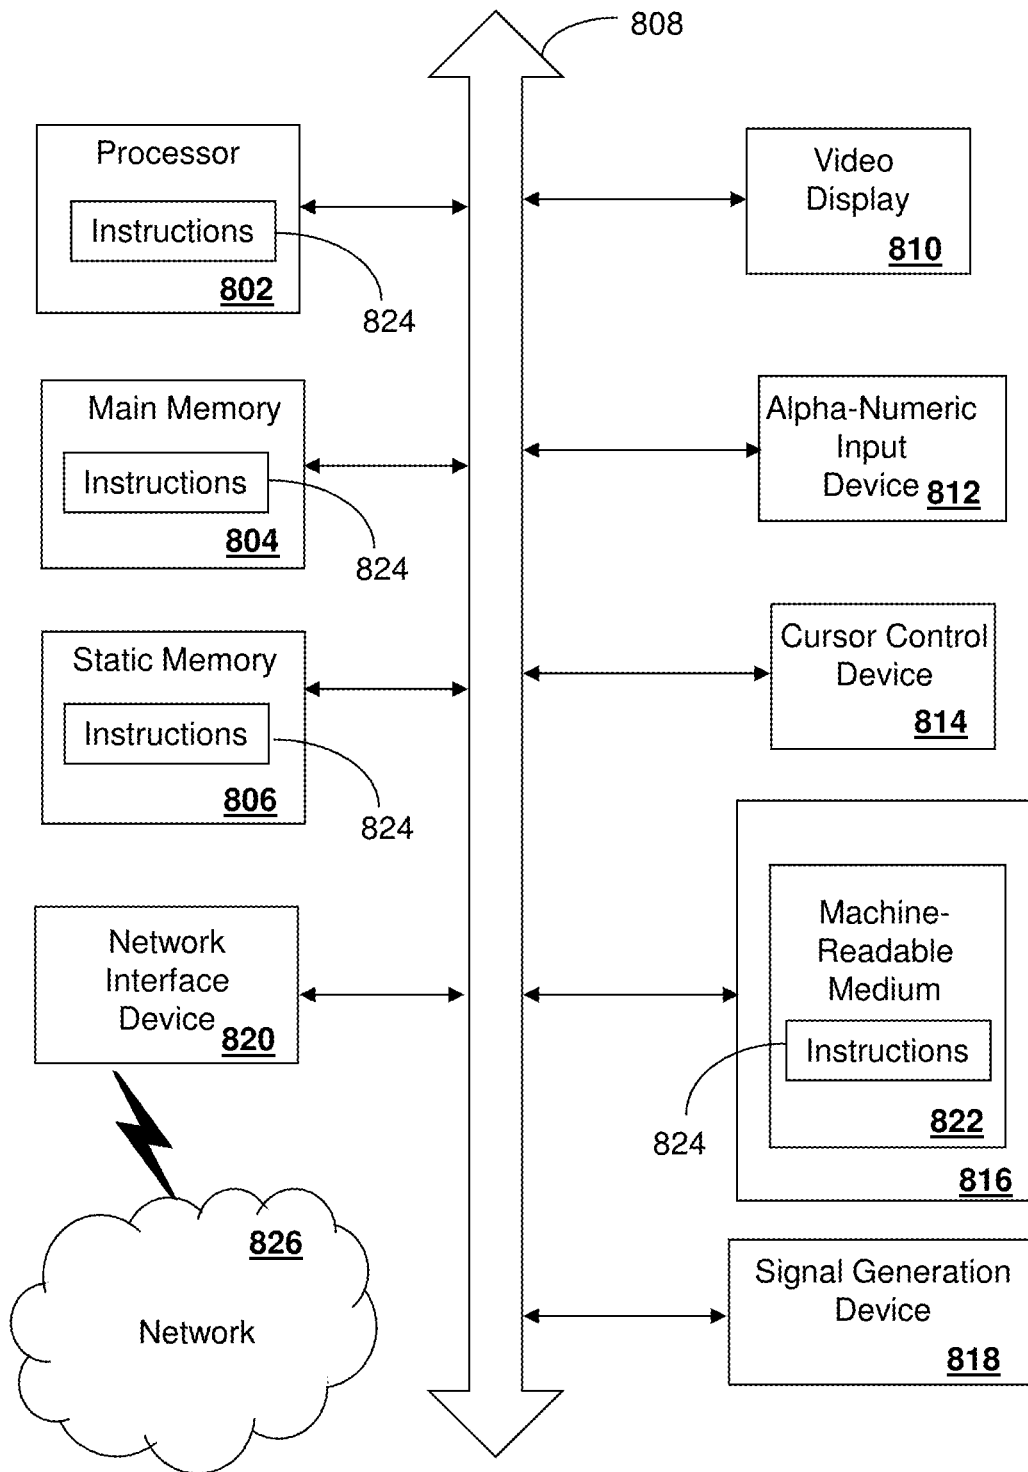 808
Processor
Instructions
802
824
Main Memory
Instructions
804
824
Static Memory
Instructions
806
824
Network
Interface
Device
820
826
Network
Video
Display
810
Alpha-Numeric
Input
Device
812
Cursor Control
Device
814
Machine-
Readable
Medium
Instructions
822
824
816
Signal Generation
Device
818